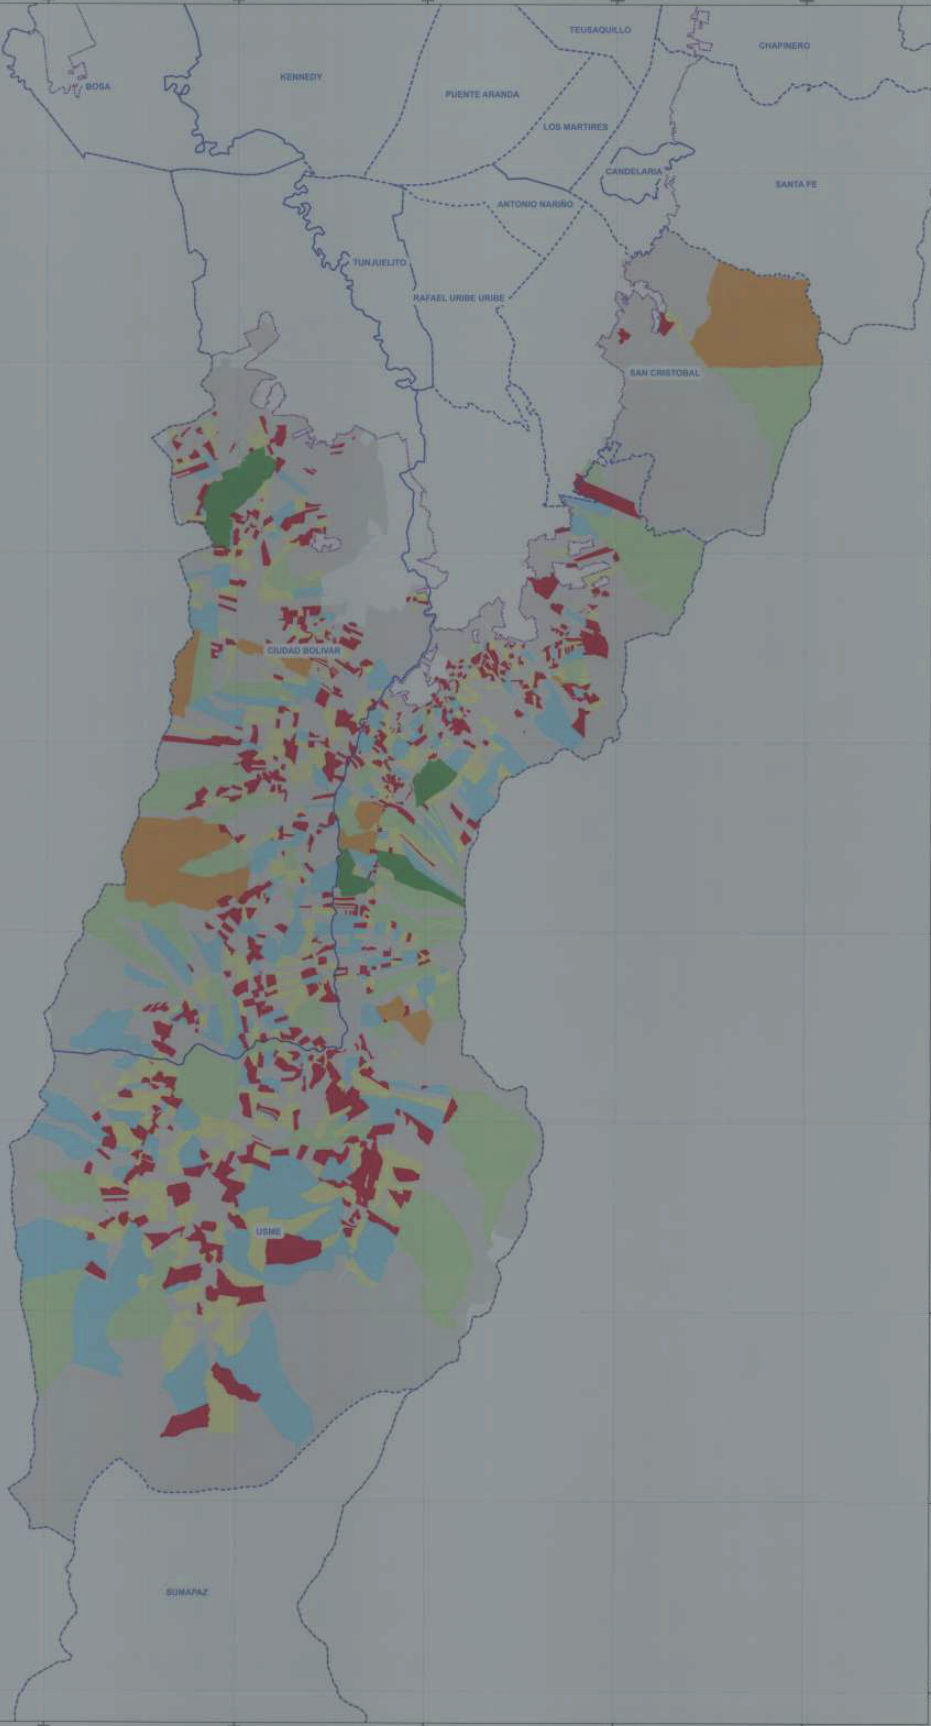 TEUSAQUILLO
CHAPINERO
KENNEDY
BOSA
PUENTE ARANDA
LOS MARTIRES
CANDELARIA
SANTA FE
ANTONIO NARIÑO
TUNJUELITO
RAFAEL URIBE URIBE
SAN CRISTOBAL
CIUDAD BOLIVAR
USME
SUMAPAZ